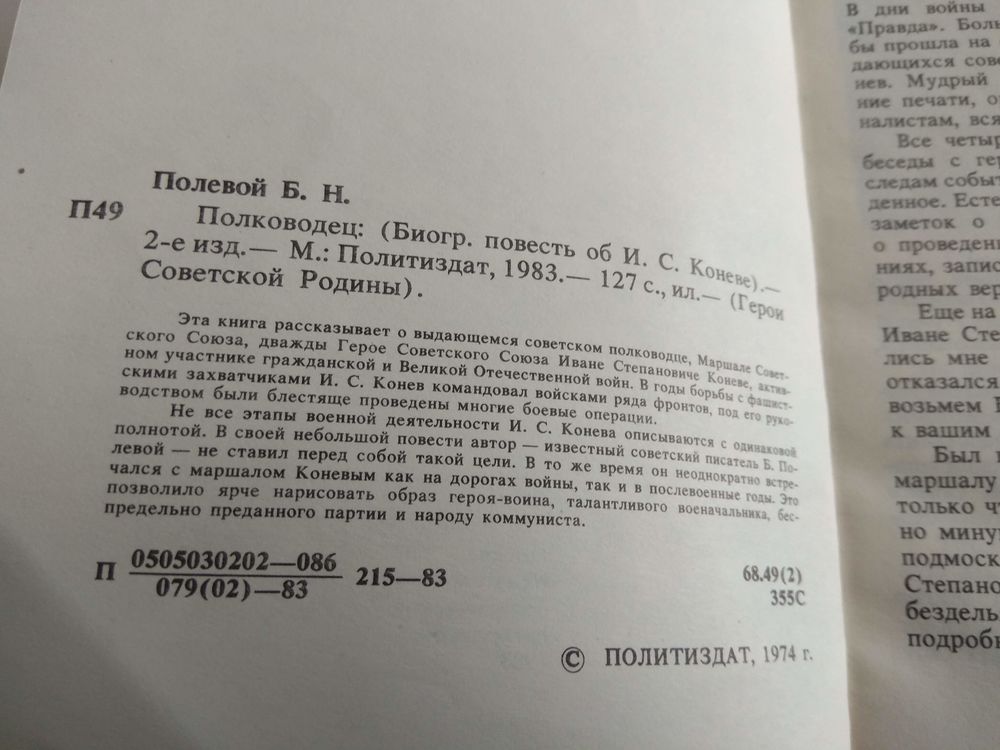 Полевой Б. Н.
П49
Полководец: (Биогр. повесть об И. С. Коневе).—
2-е изд.— М.: Политиздат, 1983.— 127 с., ил.— (Герои
Советской Родины).
Эта книга рассказывает о выдающемся советском полководце, Маршале Совет-
ского Союза, дважды Герое Советского Союза Иване Степановиче Коневе, актив-
ном участнике гражданской и Великой Отечественной войн. В годы борьбы с фашист-
скими захватчиками И. С. Конев командовал войсками ряда фронтов, под его руко-
водством были блестяще проведены многие боевые операции.
Не все этапы военной деятельности И. С. Конева описываются с одинаковой
полнотой. В своей небольшой повести автор — известный советский писатель Б. По-
левой — не ставил перед собой такой цели. В то же время он неоднократно встре-
чался с маршалом Коневым как на дорогах войны, так и в послевоенные годы. Это
позволило ярче нарисовать образ героя-воина, талантливого военачальника, бес-
предельно преданного партии и народу коммуниста.
П 0505030202—086
079(02)—83
215—83
68.49(2)
355С
© ПОЛИТИЗДАТ, 1974 г.
В дни войны
«Правда». Боль
бы прошла на
дающихся сове
нев. Мудрый
ние печати, о
налистам, вся
Все четыр
беседы с гер
следам событ
денное. Есте
заметок о
о проведени
ниях, запис
родных вер
Еще на
Иване Сте
лись мне
отказался
возьмем
к вашим
Был
маршалу
только чт
но мину
подмоск
Степано
бездель
подробн